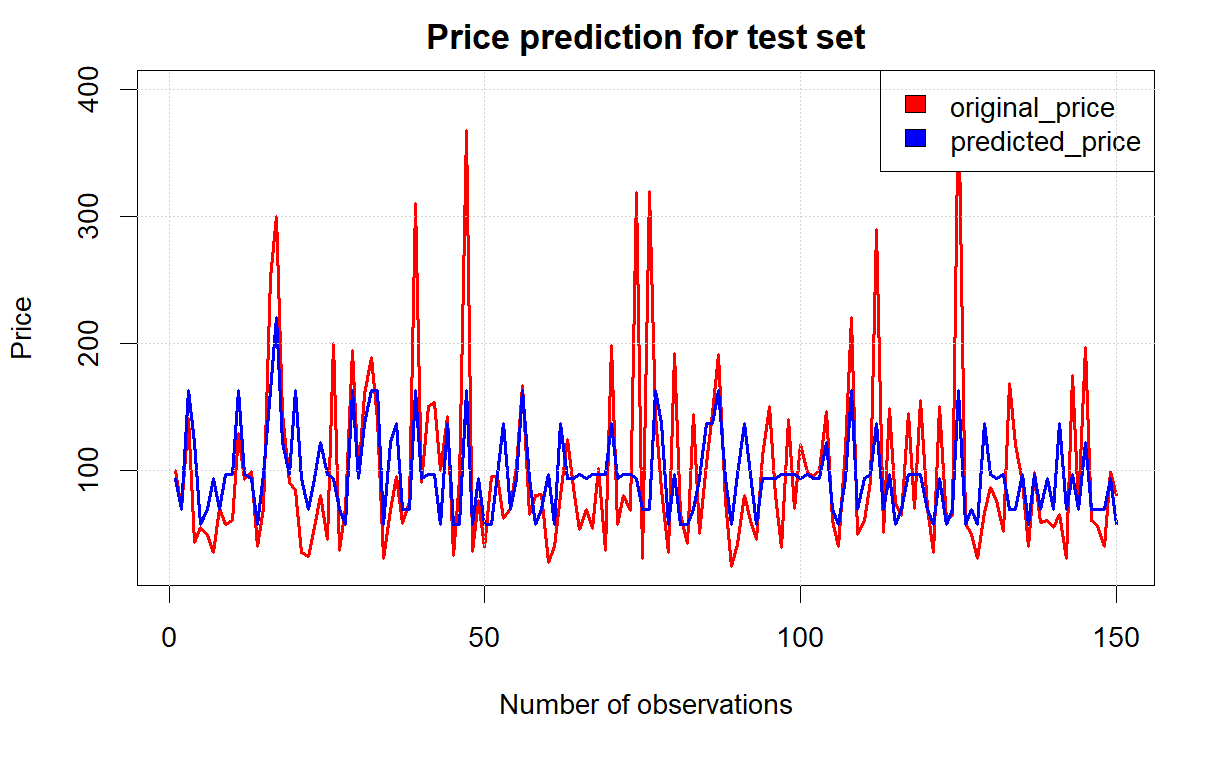 Price prediction for test set
original_price
predicted_price
400
300
200
100
Price
0
50
100
150
Number of observations